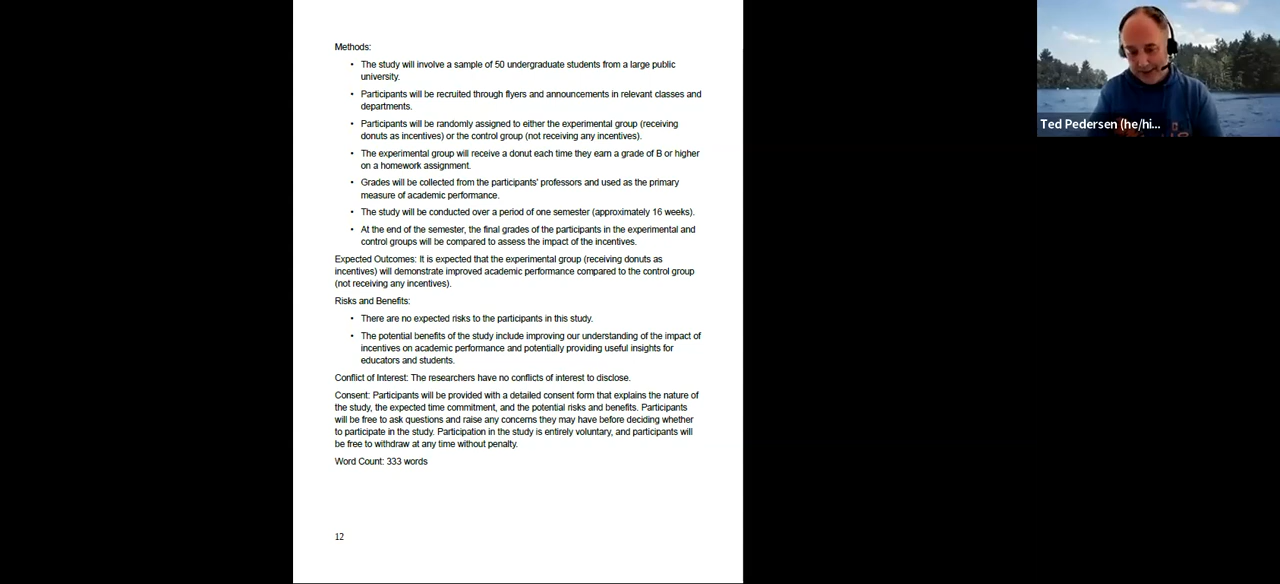 Methods:
• The study will involve a sample of 50 undergraduate students from a large public
university.
• Participants will be recruited through flyers and announcements in relevant classes and
departments.
• Participants will be randomly assigned to either the experimental group (receiving
donuts as incentives) or the control group (not receiving any incentives).
• The experimental group will receive a donut each time they earn a grade of B or higher
on a homework assignment.
• Grades will be collected from the participants' professors and used as the primary
measure of academic performance.
• The study will be conducted over a period of one semester (approximately 16 weeks).
• At the end of the semester, the final grades of the participants in the experimental and
control groups will be compared to assess the impact of the incentives.
Expected Outcomes: It is expected that the experimental group (receiving donuts as
incentives) will demonstrate improved academic performance compared to the control group
(not receiving any incentives).
Risks and Benefits:
• There are no expected risks to the participants in this study.
• The potential benefits of the study include improving our understanding of the impact of
incentives on academic performance and potentially providing useful insights for
educators and students.
Conflict of Interest: The researchers have no conflicts of interest to disclose.
Consent: Participants will be provided with a detailed consent form that explains the nature of
the study, the expected time commitment, and the potential risks and benefits. Participants
will be free to ask questions and raise any concerns they may have before deciding whether
to participate in the study. Participation in the study is entirely voluntary, and participants will
be free to withdraw at any time without penalty.
Word Count: 333 words
12
Ted Pedersen (he/hi...